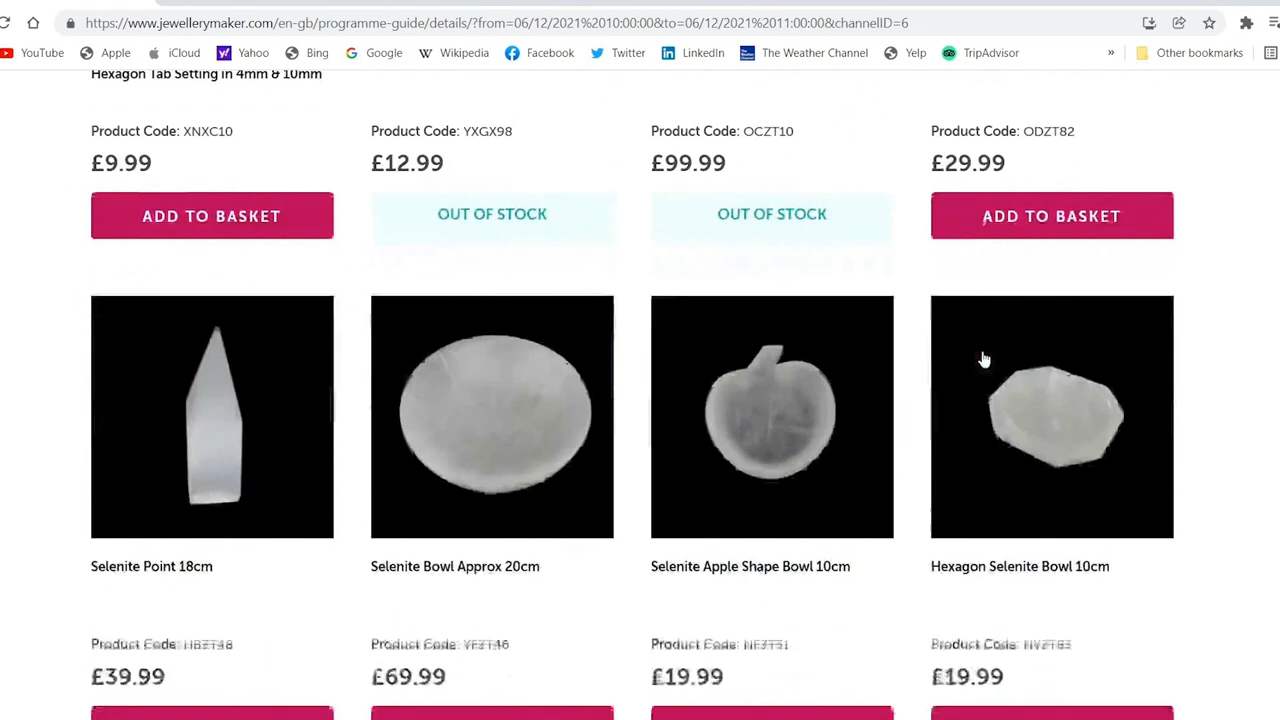 https://www.jewellerymaker.com/en-gb/programme-guide/details/?from=06/12/2021%2010:00:00&to=06/12/2021%2011:00:00&channelID=6
YouTube Apple iCloud Yahoo Bing Google Wikipedia Facebook Twitter LinkedIn The Weather Channel Yelp TripAdvisor » Other bookmarks
Hexagon Tab Setting in 4mm & 10mm
Product Code: XNXC10 Product Code: YXGX98 Product Code: OCZT10 Product Code: ODZT82
£9.99 £12.99 £99.99 £29.99
ADD TO BASKET OUT OF STOCK OUT OF STOCK ADD TO BASKET
Selenite Point 18cm Selenite Bowl Approx 20cm Selenite Apple Shape Bowl 10cm Hexagon Selenite Bowl 10cm
Product Code: Product Code: Product Code: Product Code:
£39.99 £69.99 £19.99 £19.99